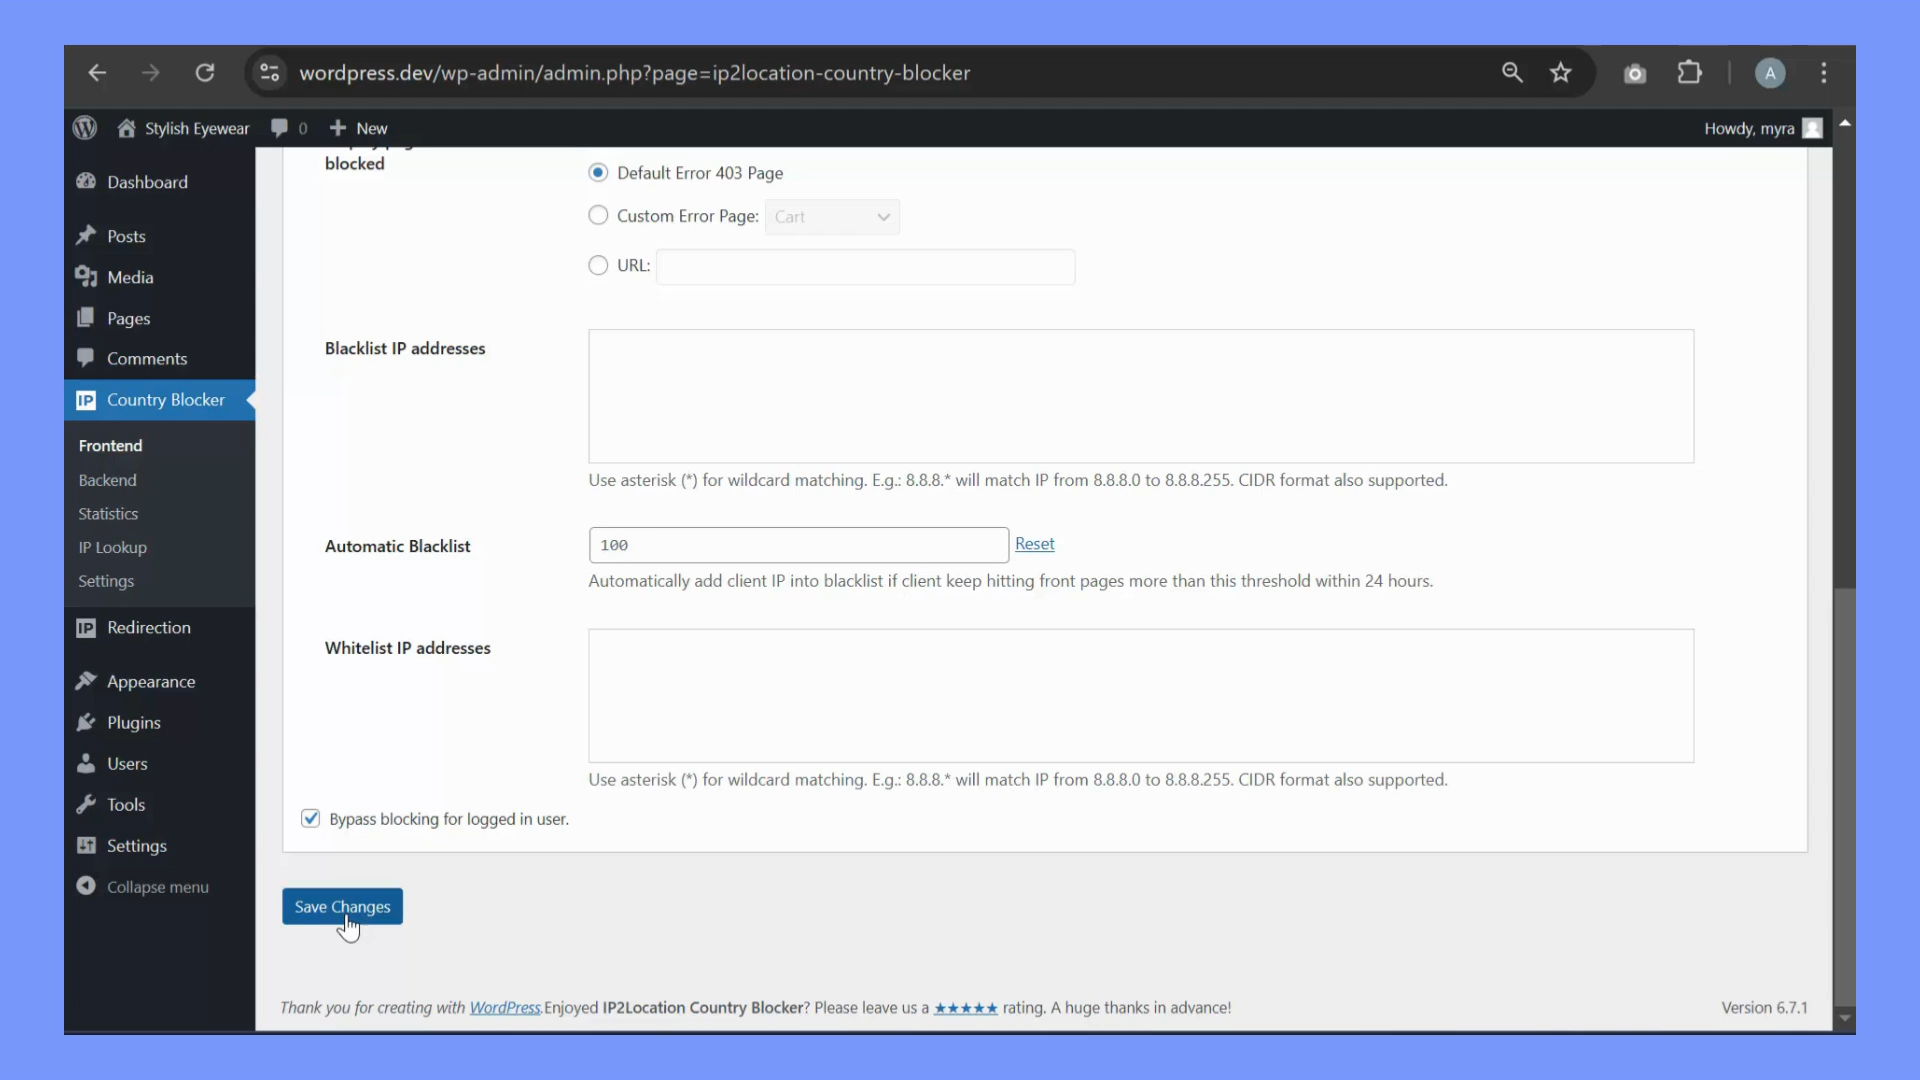 wordpress.dev/wp-admin/admin.php?page=ip2location-country-blocker
A
Stylish Eyewear 0 New
Howdy, myra
Dashboard
Posts
Media
Pages
Comments
IP Country Blocker
Frontend
Backend
Statistics
IP Lookup
Settings
IP Redirection
Appearance
Plugins
Users
Tools
Settings
Collapse menu
blocked
Default Error 403 Page
Custom Error Page: Cart
URL:
Blacklist IP addresses
Use asterisk (*) for wildcard matching. E.g.: 8.8.8.* will match IP from 8.8.8.0 to 8.8.8.255. CIDR format also supported.
Automatic Blacklist
100 Reset
Automatically add client IP into blacklist if client keep hitting front pages more than this threshold within 24 hours.
Whitelist IP addresses
Use asterisk (*) for wildcard matching. E.g.: 8.8.8.* will match IP from 8.8.8.0 to 8.8.8.255. CIDR format also supported.
Bypass blocking for logged in user.
Save Changes
Thank you for creating with WordPress.Enjoyed IP2Location Country Blocker? Please leave us a ★★★★★ rating. A huge thanks in advance!
Version 6.7.1